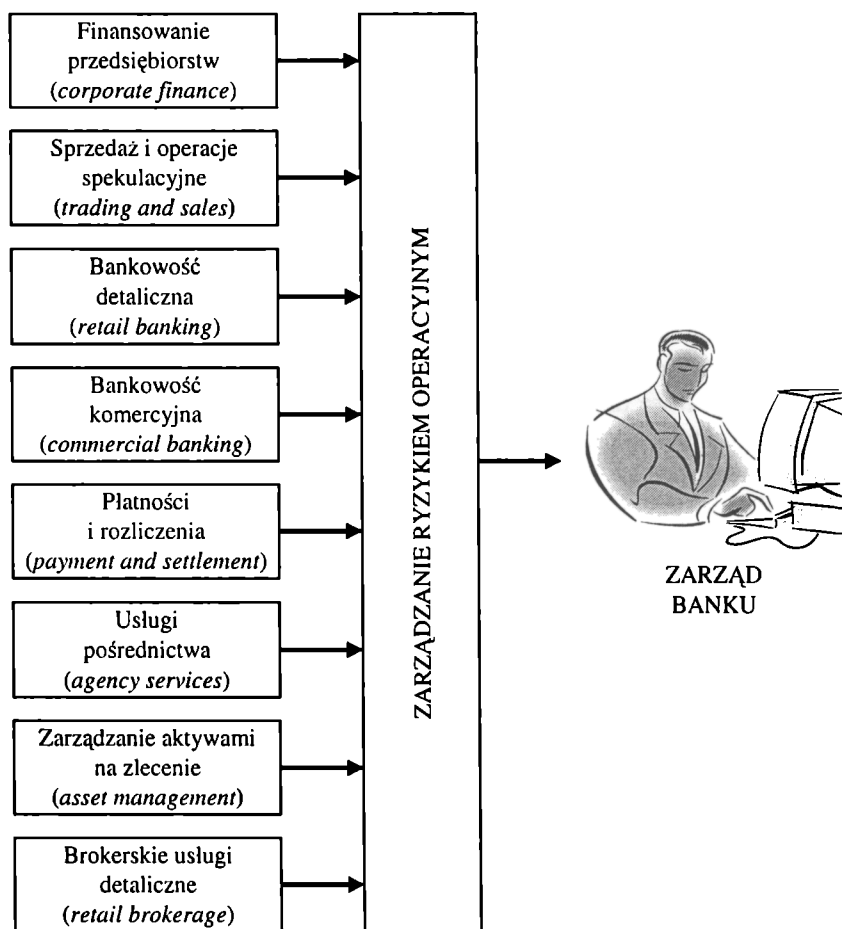 Finansowanie
przedsiębiorstw
(corporate finance)
Sprzedaż i operacje
spekulacyjne
(trading and sales)
Bankowość
detaliczna
(retail banking)
Bankowość
komercyjna
(commercial banking)
Płatności
i rozliczenia
(payment and settlement)
Usługi
pośrednictwa
(agency services)
Zarządzanie aktywami
na zlecenie
(asset management)
Brokerskie usługi
detaliczne
(retail brokerage)
ZARZĄDZANIE RYZYKIEM OPERACYJNYM
ZARZĄD
BANKU